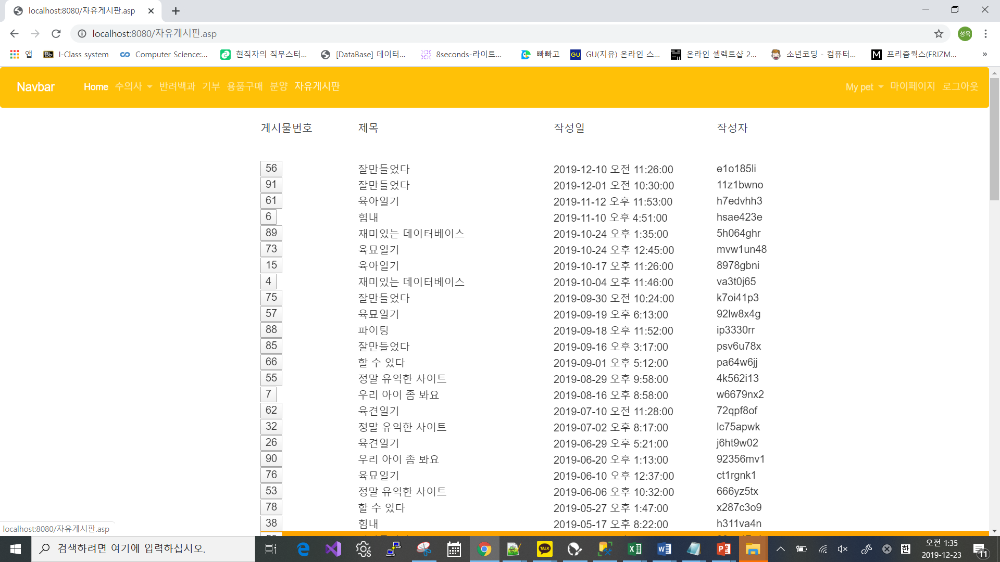 localhost:8080/자유게시판.asp
localhost:8080/자유게시판.asp
성욱
앱 I-Class system Computer Science:... 현직자의 직무스터... [DataBase] 데이터... 8seconds-라이트... 빠빠고 GU GU(지유) 온라인 스... 온라인 셀렉트샵 2... 소년코딩 - 컴퓨터... M 프리즘웍스(FRIZM... »
Navbar Home 수의사 반려백과 기부 용품구매 분양 자유게시판 My pet 마이페이지 로그아웃
게시물번호 제목 작성일 작성자
56 잘만들었다 2019-12-10 오전 11:26:00 e1o185li
91 잘만들었다 2019-12-01 오전 10:30:00 11z1bwno
61 육아일기 2019-11-12 오후 11:53:00 h7edvhh3
6 힘내 2019-11-10 오후 4:51:00 hsae423e
89 재미있는 데이터베이스 2019-10-24 오후 1:35:00 5h064ghr
73 육묘일기 2019-10-24 오후 12:45:00 mvw1un48
15 육아일기 2019-10-17 오후 11:26:00 8978gbni
4 재미있는 데이터베이스 2019-10-04 오후 11:46:00 va3t0j65
75 잘만들었다 2019-09-30 오전 10:24:00 k7oi41p3
57 육묘일기 2019-09-19 오후 6:13:00 92lw8x4g
88 파이팅 2019-09-18 오후 11:52:00 ip3330rr
85 잘만들었다 2019-09-16 오후 3:17:00 psv6u78x
66 할 수 있다 2019-09-01 오후 5:12:00 pa64w6jj
55 정말 유익한 사이트 2019-08-29 오후 9:58:00 4k562i13
7 우리 아이 좀 봐요 2019-08-16 오후 8:58:00 w6679nx2
62 육견일기 2019-07-10 오전 11:28:00 72qpf8of
32 정말 유익한 사이트 2019-07-02 오후 8:17:00 lc75apwk
26 육견일기 2019-06-29 오후 5:21:00 j6ht9w02
90 우리 아이 좀 봐요 2019-06-20 오후 1:13:00 92356mv1
76 육묘일기 2019-06-10 오후 12:37:00 ct1rgnk1
53 정말 유익한 사이트 2019-06-06 오후 10:32:00 666yz5tx
78 할 수 있다 2019-05-27 오후 1:47:00 x287c3o9
38 힘내 2019-05-17 오후 8:22:00 h311va4n
localhost:8080/자유게시판.asp
검색하려면 여기에 입력하십시오. TALK 한 오전 1:35
2019-12-23 11